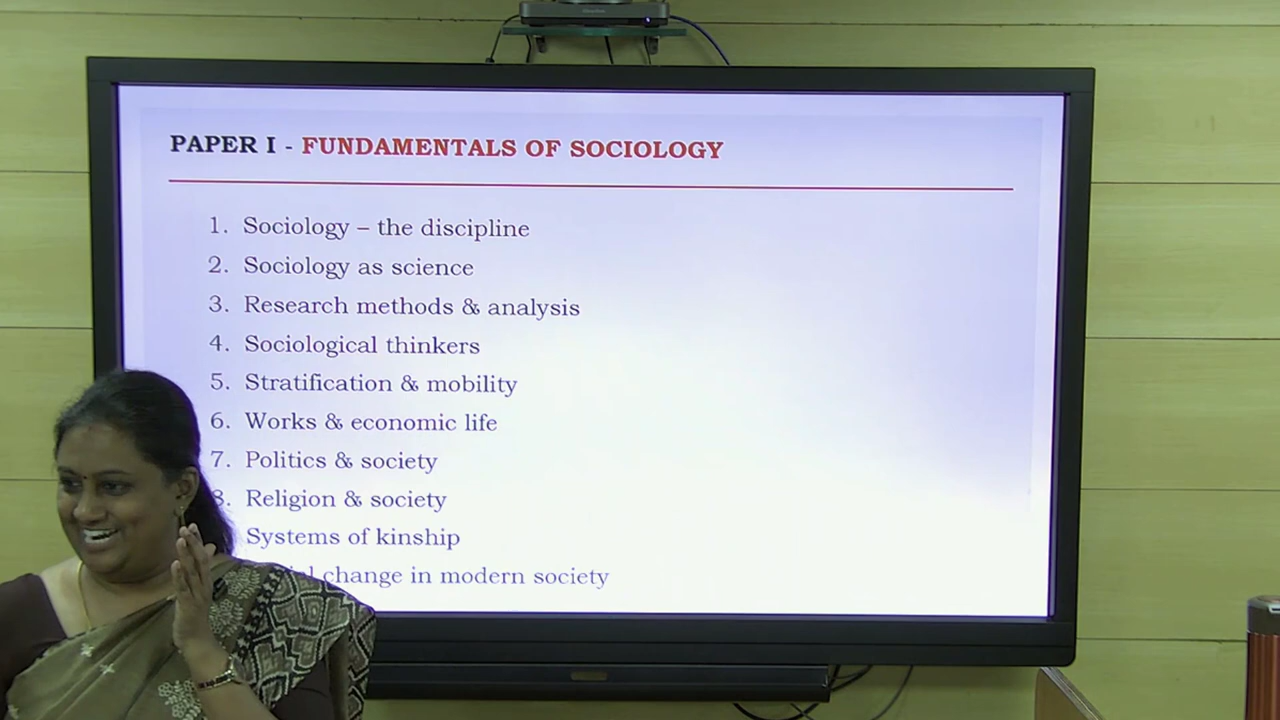 PAPER I - FUNDAMENTALS OF SOCIOLOGY
1. Sociology – the discipline
2. Sociology as science
3. Research methods & analysis
4. Sociological thinkers
5. Stratification & mobility
6. Works & economic life
7. Politics & society
8. Religion & society
Systems of kinship
change in modern society